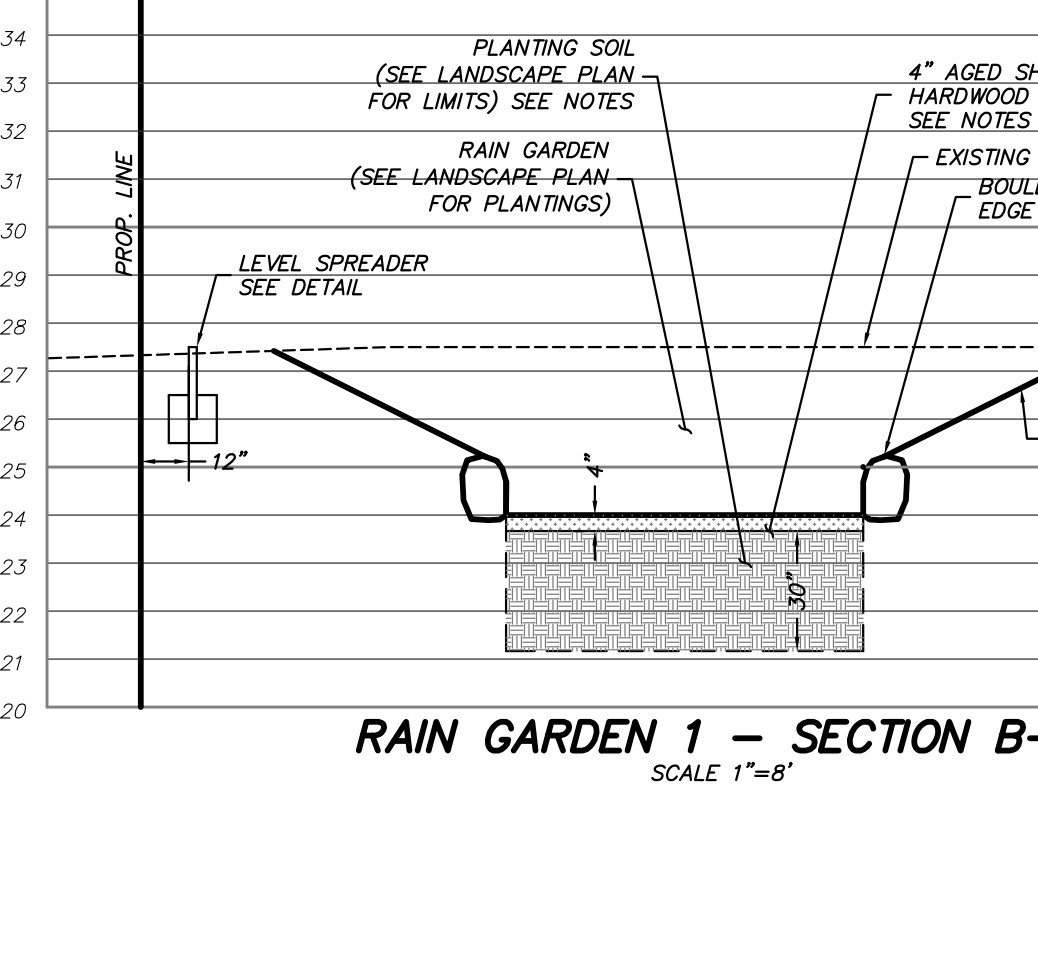 34
33
32
31
30
29
28
27
26
25
24
23
22
21
20
PROP. LINE
PLANTING SOIL
(SEE LANDSCAPE PLAN
FOR LIMITS) SEE NOTES
RAIN GARDEN
(SEE LANDSCAPE PLAN
FOR PLANTINGS)
4" AGED SH
HARDWOOD
SEE NOTES
EXISTING
BOUL
EDGE
LEVEL SPREADER
SEE DETAIL
12"
4"
30"
RAIN GARDEN 1 – SECTION B-
SCALE 1"=8'